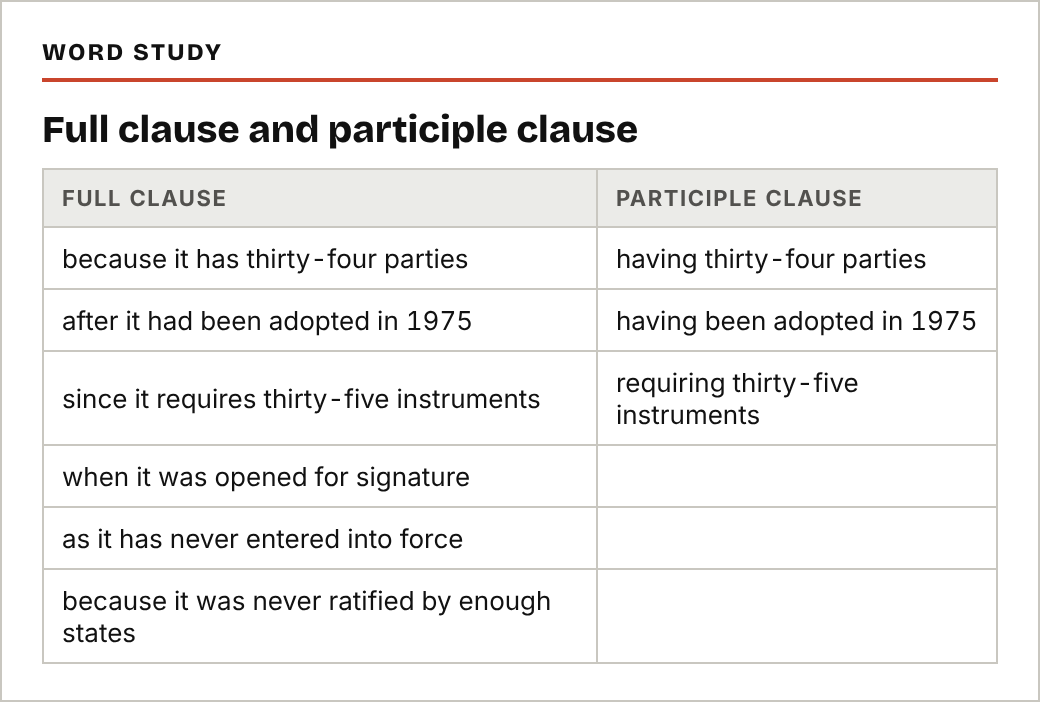 WORD STUDY
Full clause and participle clause
FULL CLAUSE
PARTICIPLE CLAUSE
because it has thirty-four parties
having thirty-four parties
after it had been adopted in 1975
having been adopted in 1975
since it requires thirty-five instruments
requiring thirty-five
instruments
when it was opened for signature
as it has never entered into force
because it was never ratified by enough
states